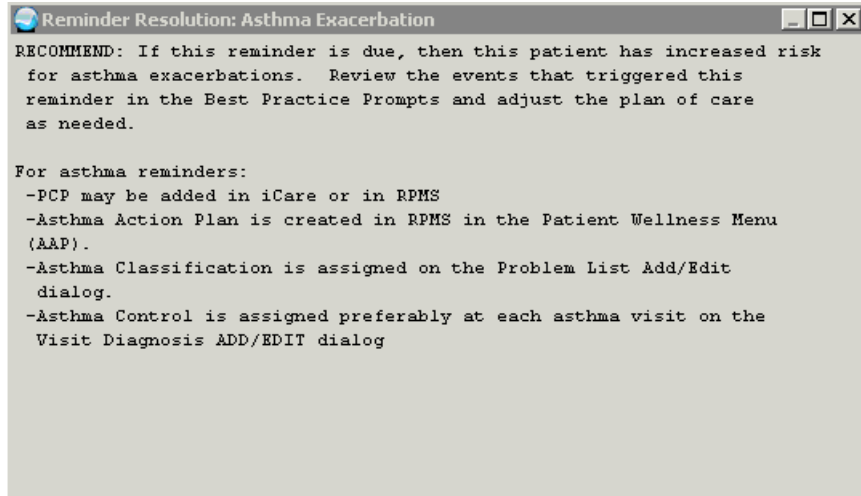 Reminder Resolution: Asthma Exacerbation
RECOMMEND: If this reminder is due, then this patient has increased risk
for asthma exacerbations.  Review the events that triggered this
reminder in the Best Practice Prompts and adjust the plan of care
as needed.
For asthma reminders:
-PCP may be added in iCare or in RPMS
-Asthma Action Plan is created in RPMS in the Patient Wellness Menu
(AAP).
-Asthma Classification is assigned on the Problem List Add/Edit
dialog.
-Asthma Control is assigned preferably at each asthma visit on the
Visit Diagnosis ADD/EDIT dialog